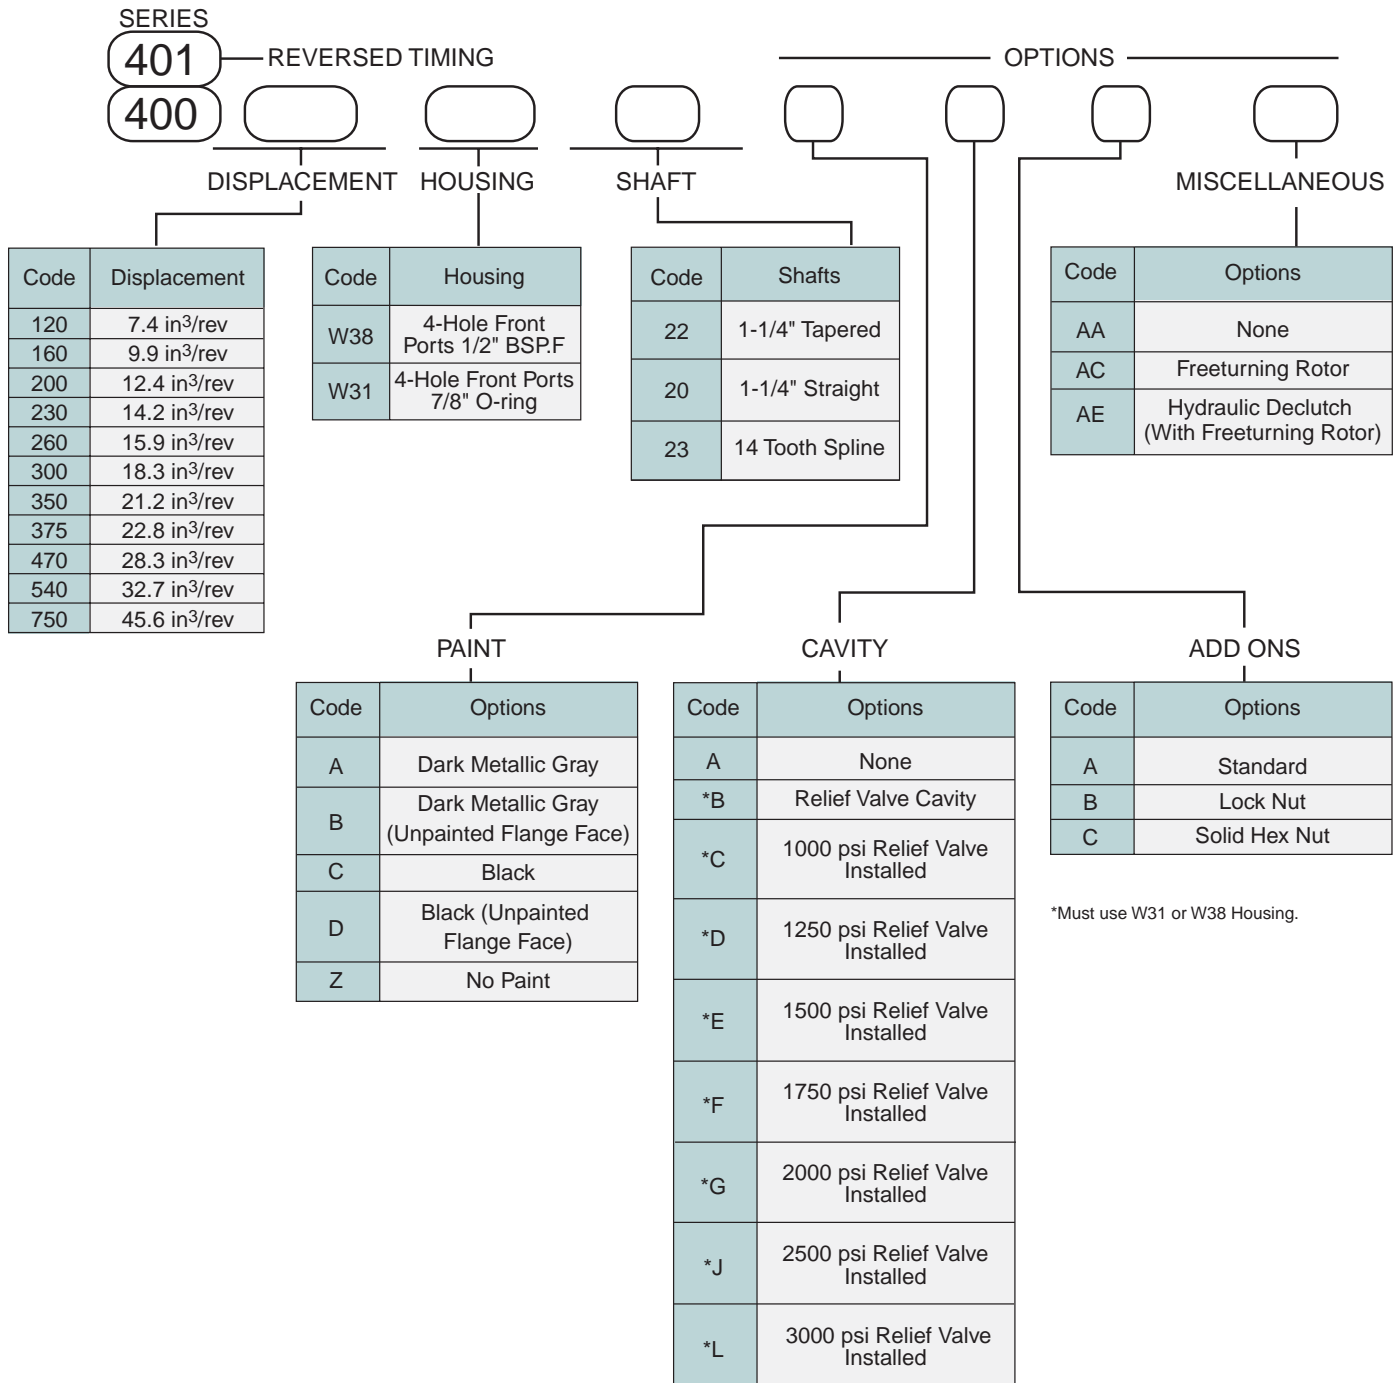 SERIES
401 REVERSED TIMING
OPTIONS
400
DISPLACEMENT HOUSING SHAFT MISCELLANEOUS
Code Displacement
120 7.4 in3/rev
160 9.9 in3/rev
200 12.4 in3/rev
230 14.2 in3/rev
260 15.9 in3/rev
300 18.3 in3/rev
350 21.2 in3/rev
375 22.8 in3/rev
470 28.3 in3/rev
540 32.7 in3/rev
750 45.6 in3/rev
Code Housing
W38 4-Hole Front
Ports 1/2" BSP.F
W31 4-Hole Front Ports
7/8" O-ring
Code Shafts
22 1-1/4" Tapered
20 1-1/4" Straight
23 14 Tooth Spline
Code Options
AA None
AC Freeturning Rotor
AE Hydraulic Declutch
(With Freeturning Rotor)
PAINT
Code Options
A Dark Metallic Gray
B Dark Metallic Gray
(Unpainted Flange Face)
C Black
D Black (Unpainted
Flange Face)
Z No Paint
CAVITY
Code Options
A None
*B Relief Valve Cavity
*C 1000 psi Relief Valve
Installed
*D 1250 psi Relief Valve
Installed
*E 1500 psi Relief Valve
Installed
*F 1750 psi Relief Valve
Installed
*G 2000 psi Relief Valve
Installed
*J 2500 psi Relief Valve
Installed
*L 3000 psi Relief Valve
Installed
ADD ONS
Code Options
A Standard
B Lock Nut
C Solid Hex Nut
*Must use W31 or W38 Housing.